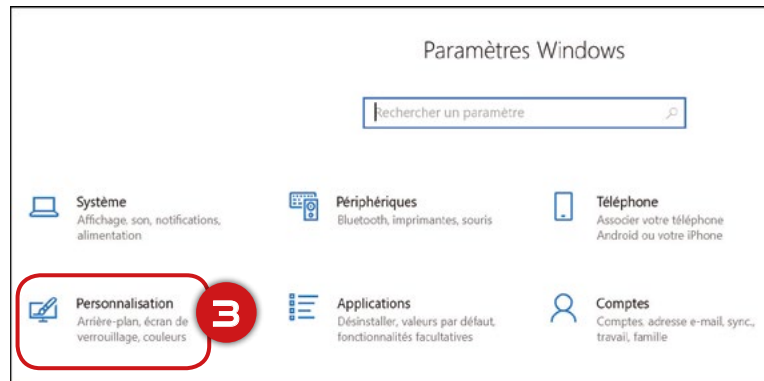 Paramètres Windows
Rechercher un paramètre
Système
Affichage, son, notifications,
alimentation
Périphériques
Bluetooth, imprimantes, souris
Téléphone
Associer votre téléphone
Android ou votre iPhone
Personnalisation
Arrière-plan, écran de
verrouillage, couleurs
3
Applications
Désinstaller, valeurs par défaut,
fonctionnalités facultatives
Comptes
Comptes, adresse e-mail, sync.,
travail, famille